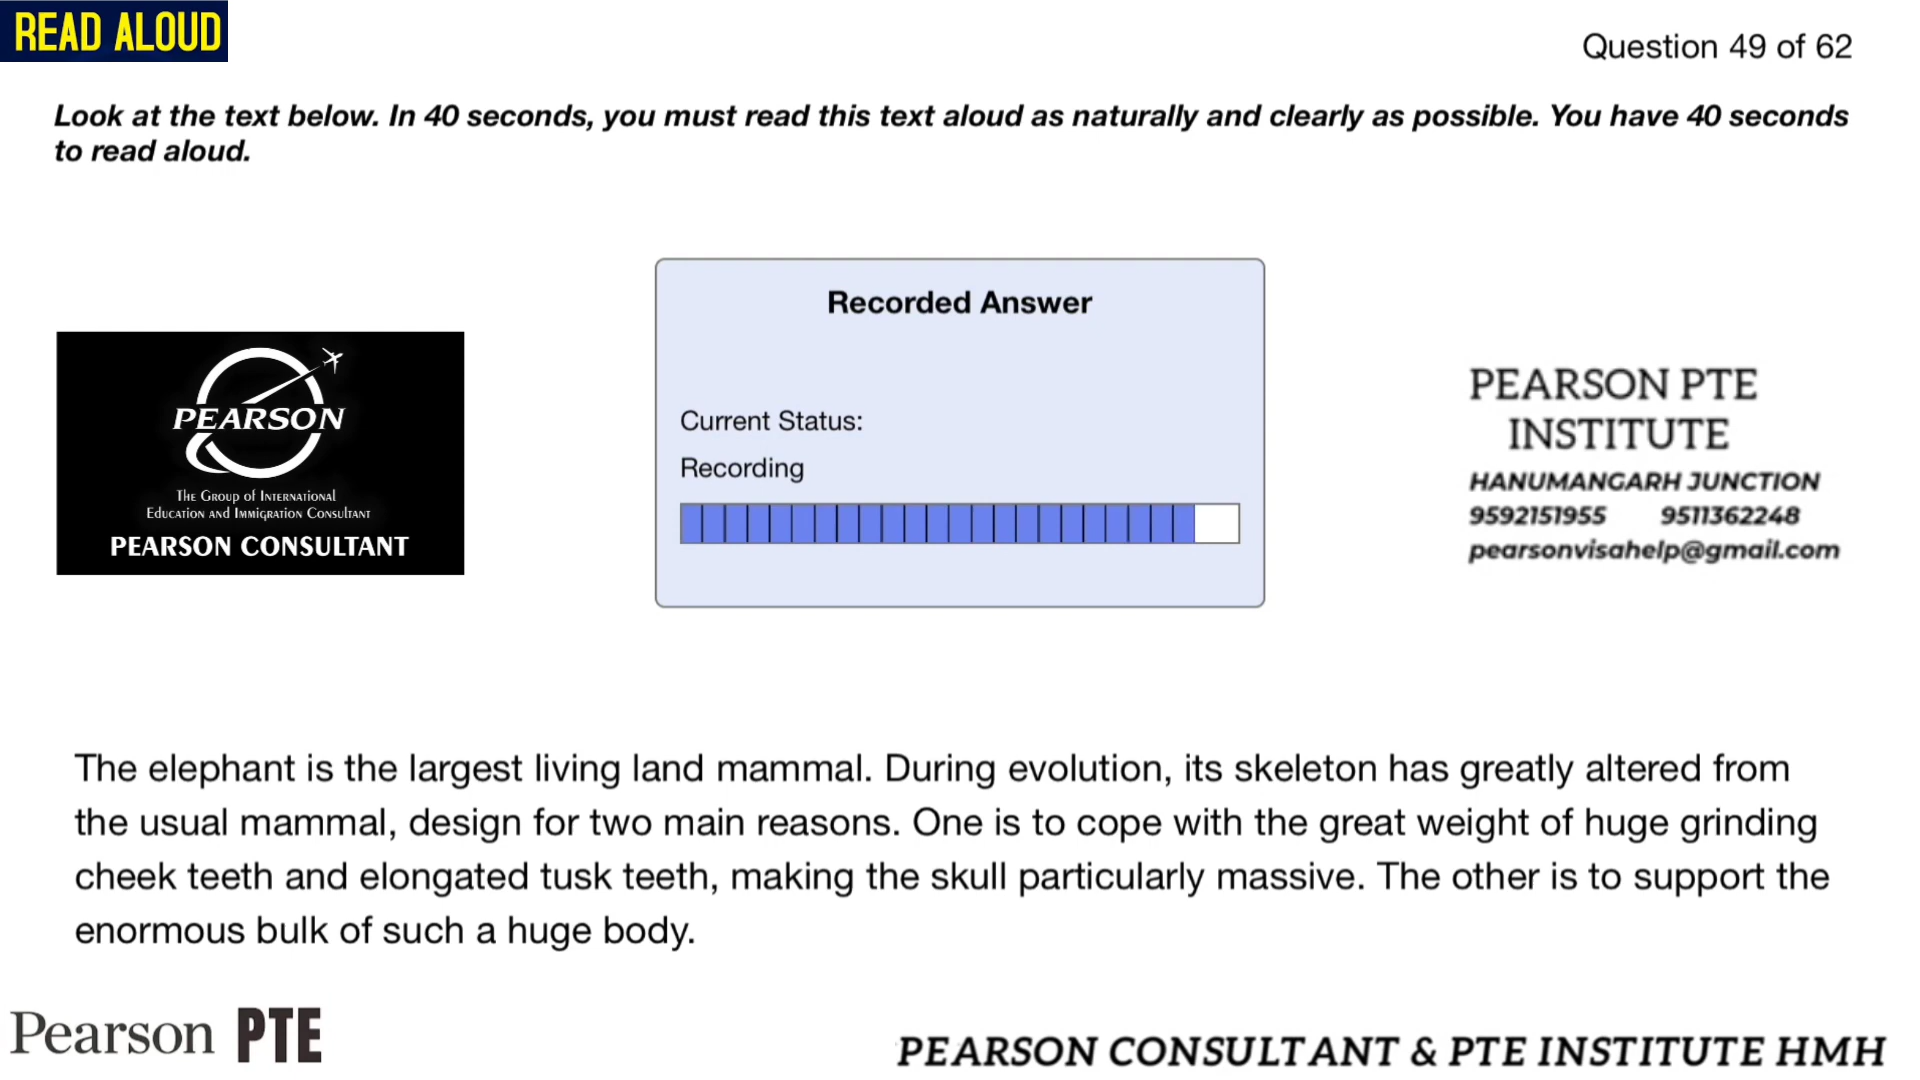 READ ALOUD
Question 49 of 62
Look at the text below. In 40 seconds, you must read this text aloud as naturally and clearly as possible. You have 40 seconds
to read aloud.
Recorded Answer
Current Status:
Recording
PEARSON
The Group of International
Education and Immigration Consultant
PEARSON CONSULTANT
PEARSON PTE
INSTITUTE
HANUMANGARH JUNCTION
9592151955 9511362248
pearsonvisahelp@gmail.com
The elephant is the largest living land mammal. During evolution, its skeleton has greatly altered from
the usual mammal, design for two main reasons. One is to cope with the great weight of huge grinding
cheek teeth and elongated tusk teeth, making the skull particularly massive. The other is to support the
enormous bulk of such a huge body.
Pearson PTE
PEARSON CONSULTANT & PTE INSTITUTE HMH